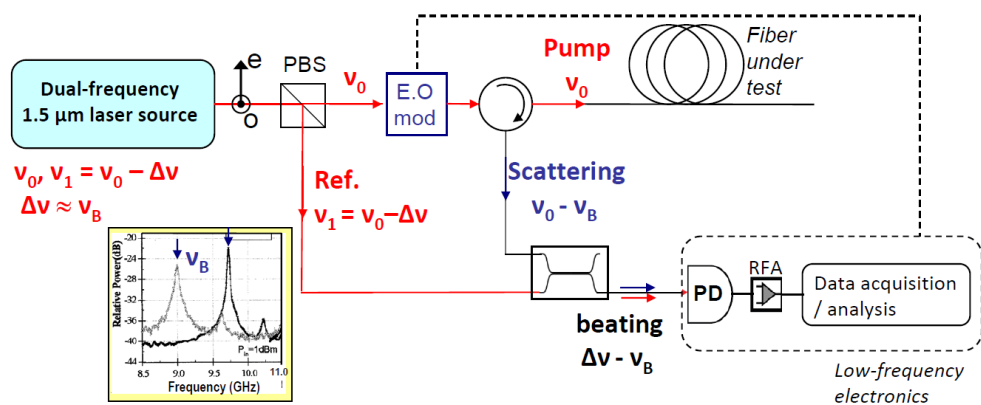 Dual-frequency
1.5 µm laser source
e
o
PBS
ν₀
E.O
mod
Pump
ν₀
Fiber
under
test
ν₀, ν₁ = ν₀ – Δν
Δν ≈ νB
Ref.
ν₁ = ν₀–Δν
Scattering
ν₀ - νB
Relative Power(dB)
-20
-24
-28
-36
-40
-44
νB
Pin=1dBm
8.5
9.0
9.5
10.0
11.0
Frequency (GHz)
beating
Δν - νB
PD
RFA
Data acquisition
/ analysis
Low-frequency
electronics